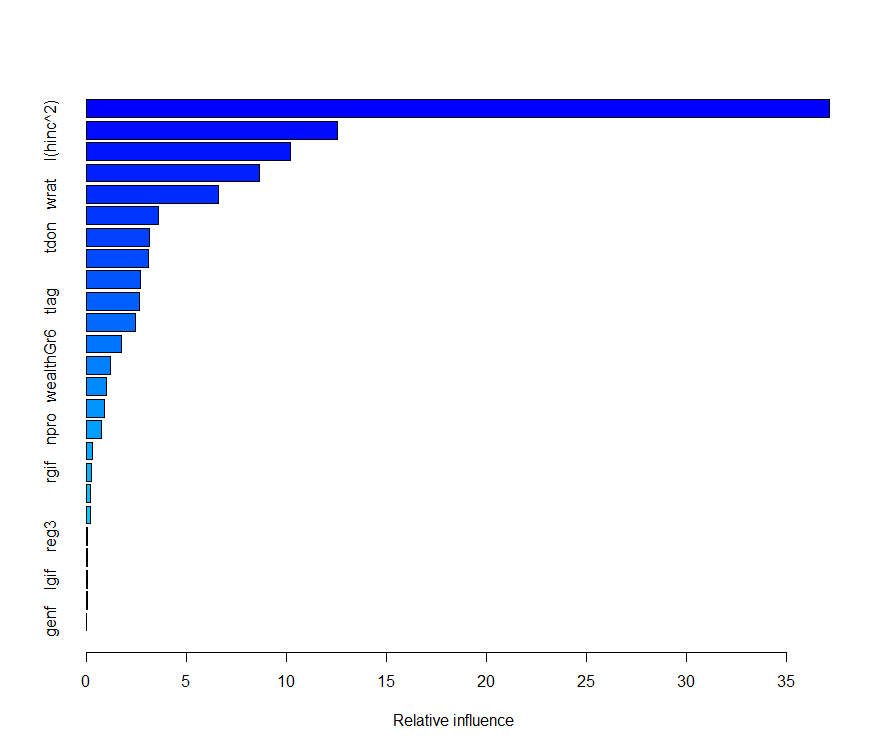 I(hinc^2)
wrat
tdon
tlag
wealthGr6
npro
rgif
reg3
lgif
genf
0 5 10 15 20 25 30 35
Relative influence